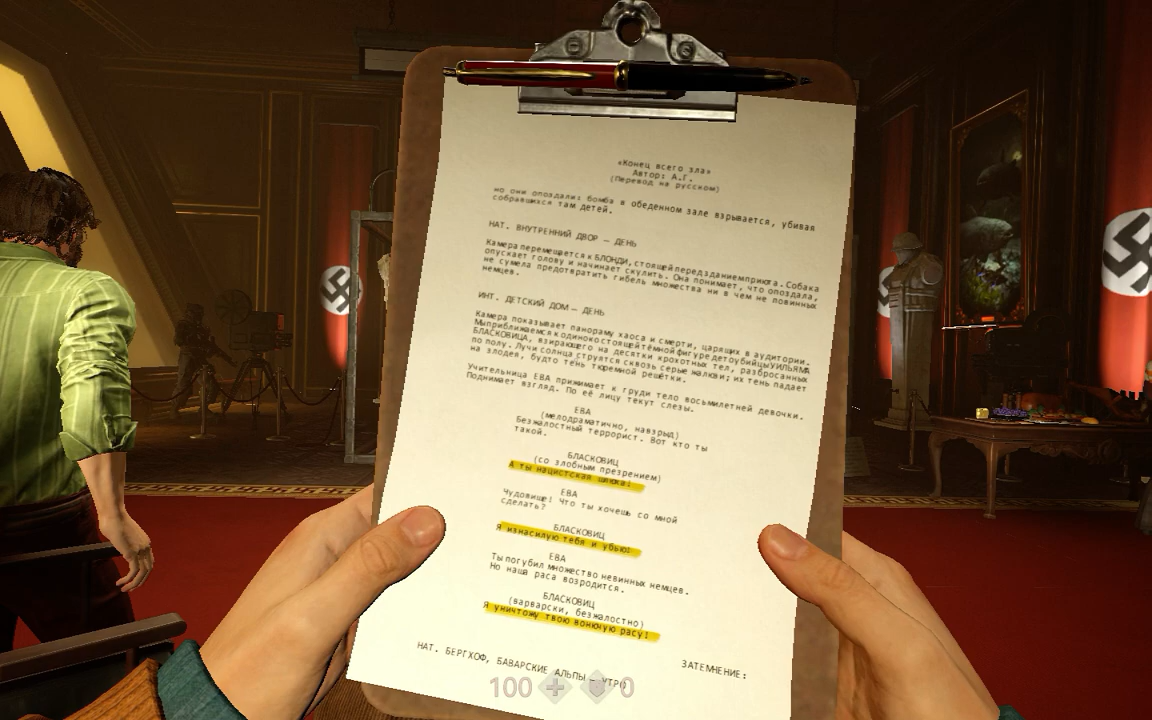 «Конец всего зла»
Автор: А.Г.
(Перевод на русском)
но они опоздали: бомба в обеденном зале взрывается, убивая
собравшихся там детей.
НАТ. ВНУТРЕННИЙ ДВОР — ДЕНЬ
Камера перемещается к БЛОНДИ, стоящей перед зданием приюта. Собака
опускает голову и начинает скулить. Она понимает, что опоздала,
не сумела предотвратить гибель множества ни в чем не повинных
немцев.
ИНТ. ДЕТСКИЙ ДОМ — ДЕНЬ
Камера показывает панораму хаоса и смерти, царящих в аудитории.
Мы приближаемся к одиноко стоящей тёмной фигуре детоубийцы УИЛЬЯМА
БЛАСКОВИЦА, взирающего на десятки крохотных тел, разбросанных
по полу. Лучи солнца струятся сквозь серые жалюзи; их тень падает
на злодея, будто тень тюремной решётки.
Учительница ЕВА прижимает к груди тело восьмилетней девочки.
Поднимает взгляд. По её лицу текут слезы.
ЕВА
(мелодраматично, навзрыд)
Безжалостный террорист. Вот кто ты
такой.
БЛАСКОВИЦ
(со злобным презрением)
А ты нацистская шлюха!
ЕВА
Чудовище! Что ты хочешь со мной
сделать?
БЛАСКОВИЦ
Я изнасилую тебя и убью!
ЕВА
Ты погубил множество невинных немцев.
Но наша раса возродится.
БЛАСКОВИЦ
(варварски, безжалостно)
Я уничтожу твою вонючую расу!
ЗАТЕМНЕНИЕ:
НАТ. БЕРГХОФ, БАВАРСКИЕ АЛЬПЫ — УТРО
100 0